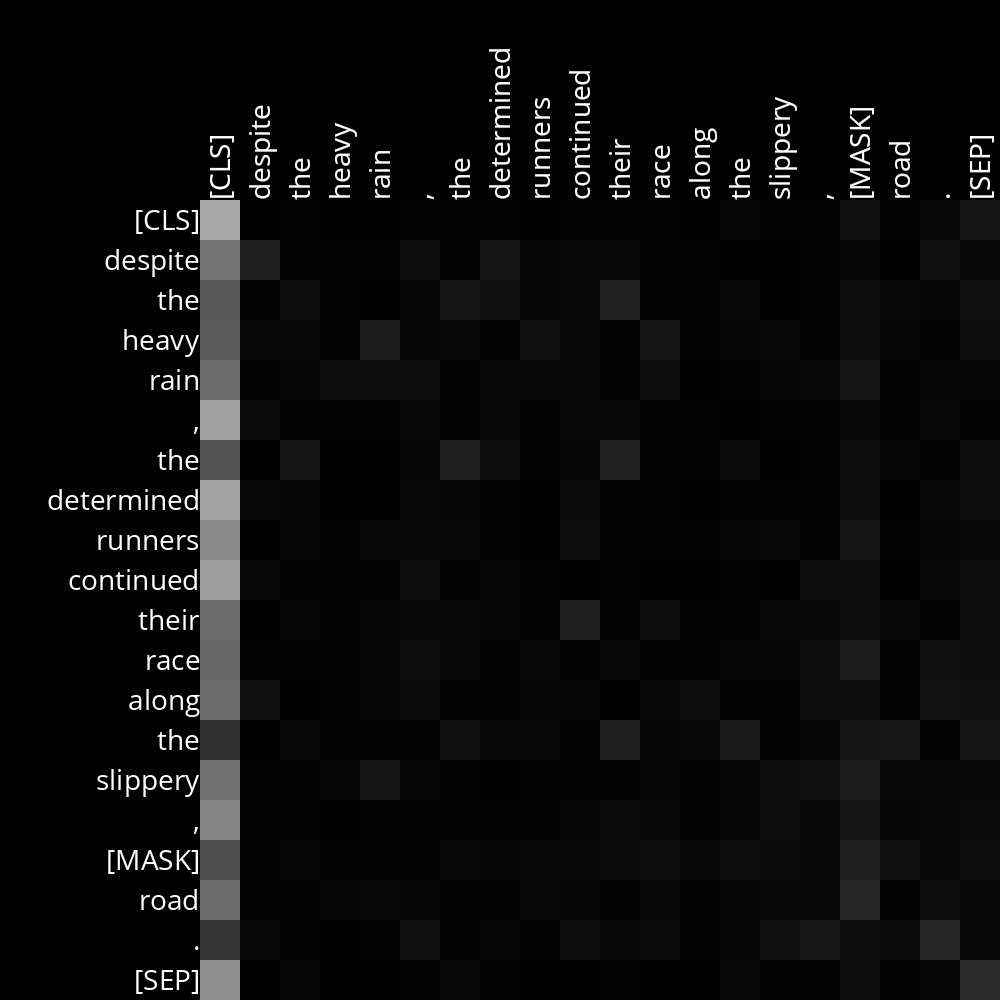 [CLS] despite the heavy rain , the determined runners continued their race along the slippery , [MASK] road . [SEP]
[CLS]
despite
the
heavy
rain
,
the
determined
runners
continued
their
race
along
the
slippery
,
[MASK]
road
.
[SEP]